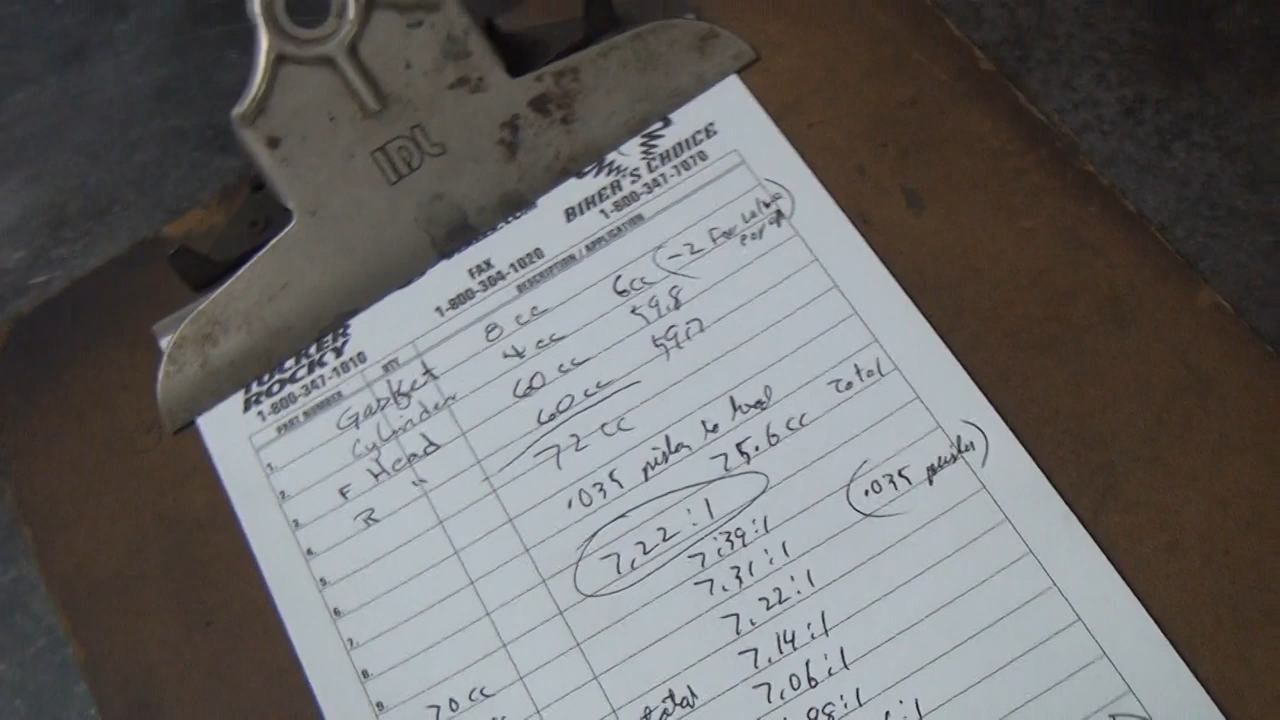 IDL
BIKER'S CHOICE
1-800-347-7070
FAX
1-800-304-1020
TUCKER
ROCKY
1-800-347-1010
PART NUMBER QTY DESCRIPTION / APPLICATION
1. Gasket 8 cc 6cc (-2 For valve
2. Cylinder 4 cc 59.8
3. F Head 60 cc 59.7
4. R " 60 cc
5. 72 cc
6. .035 piston to head
7. 75.6 cc total
8. 7.22:1
9. 70 cc 7.39:1 (.035 piston)
7.31:1
7.22:1
7.14:1
total 7.06:1